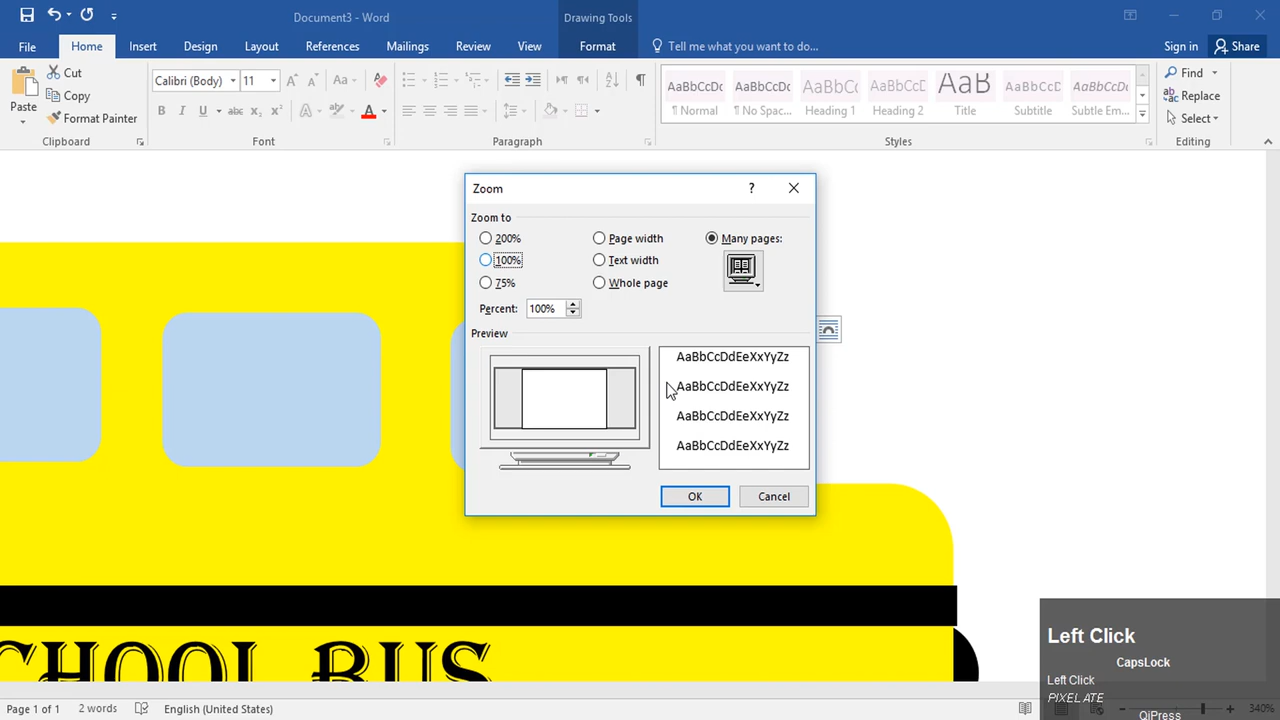 Document3 - Word
Drawing Tools
File Home Insert Design Layout References Mailings Review View Format Tell me what you want to do... Sign in Share
Paste
Cut
Copy
Format Painter
Clipboard
Calibri (Body) 11
Font
Paragraph
AaBbCcDc AaBbCcDc AaBbCc AaBbCcD AaB AaBbCcD AaBbCcDc
¶ Normal ¶ No Spac... Heading 1 Heading 2 Title Subtitle Subtle Em...
Styles
Find
Replace
Select
Editing
Zoom
Zoom to
200% Page width Many pages:
100% Text width
75% Whole page
Percent: 100%
Preview
AaBbCcDdEeXxYyZz
AaBbCcDdEeXxYyZz
AaBbCcDdEeXxYyZz
AaBbCcDdEeXxYyZz
OK Cancel
CHOOL BUS
Left Click
CapsLock
Left Click
PIXEL ATE
QiPress
Page 1 of 1 2 words English (United States) 340%